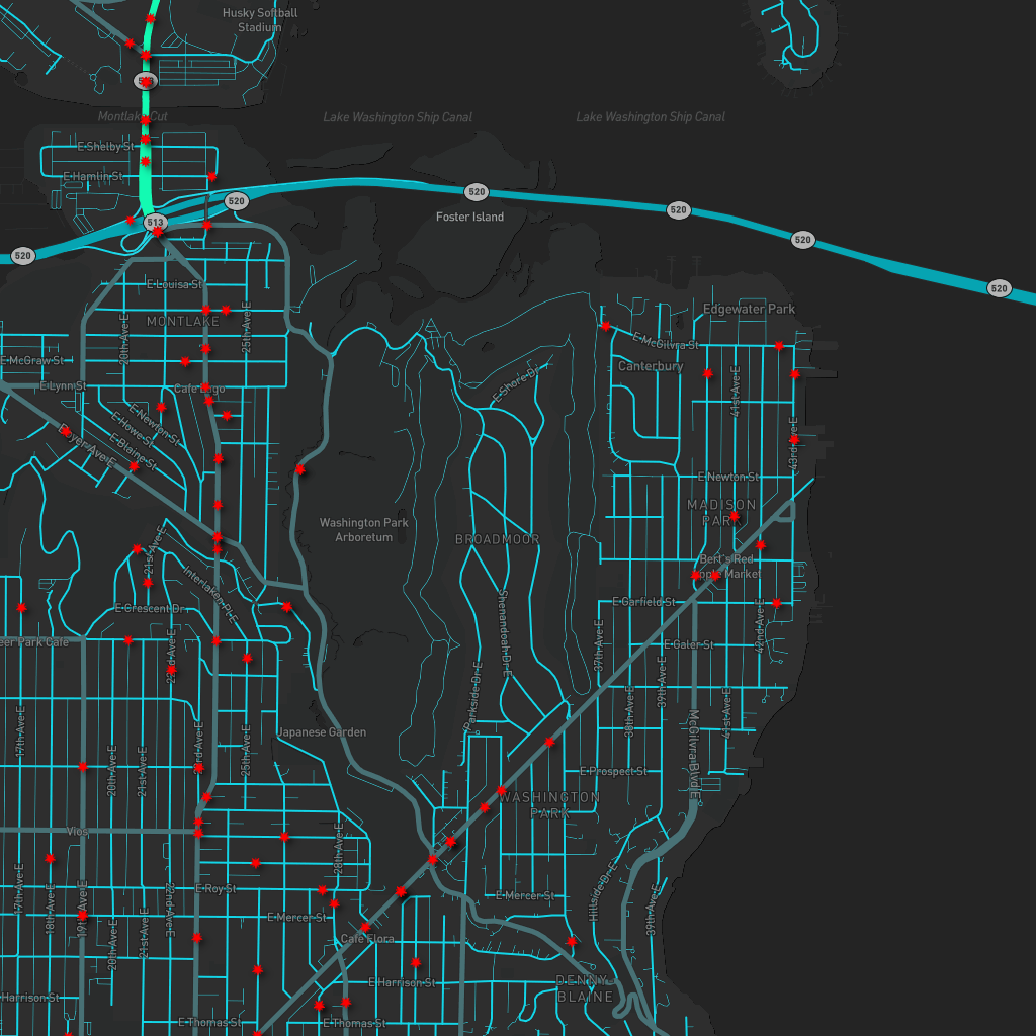 Husky Softball
Stadium
Montlake Cut
Lake Washington Ship Canal
Lake Washington Ship Canal
E Shelby St
E Hamlin St
520
520
Foster Island
520
513
520
520
520
E Louisa St
MONTLAKE
20th Ave E
25th Ave E
Edgewater Park
E McGilvra St
E McGraw St
Canterbury
E Lynn St
Cafe Lago
E Shore Dr
41st Ave E
E Newton St
E Howe St
E Blaine St
Boyer Ave E
43rd Ave E
E Newton St
MADISON
PARK
Washington Park
Arboretum
BROADMOOR
21st Ave E
Bert's Red
Apple Market
Interlaken Pl E
E Crescent Dr
E Garfield St
Shenandoah Dr E
42nd Ave E
37th Ave E
E Galer St
22nd Ave E
Parkside Dr E
39th Ave E
38th Ave E
41st Ave E
17th Ave E
Japanese Garden
23rd Ave E
25th Ave E
McGilvra Blvd E
20th Ave E
21st Ave E
E Prospect St
WASHINGTON
PARK
Vios
28th Ave E
17th Ave E
18th Ave E
19th Ave E
22nd Ave E
E Roy St
E Mercer St
Hillside Dr E
39th Ave E
E Mercer St
20th Ave E
21st Ave E
Cafe Flora
E Harrison St
DENNY
BLAINE
Harrison St
E Thomas St
E Thomas St